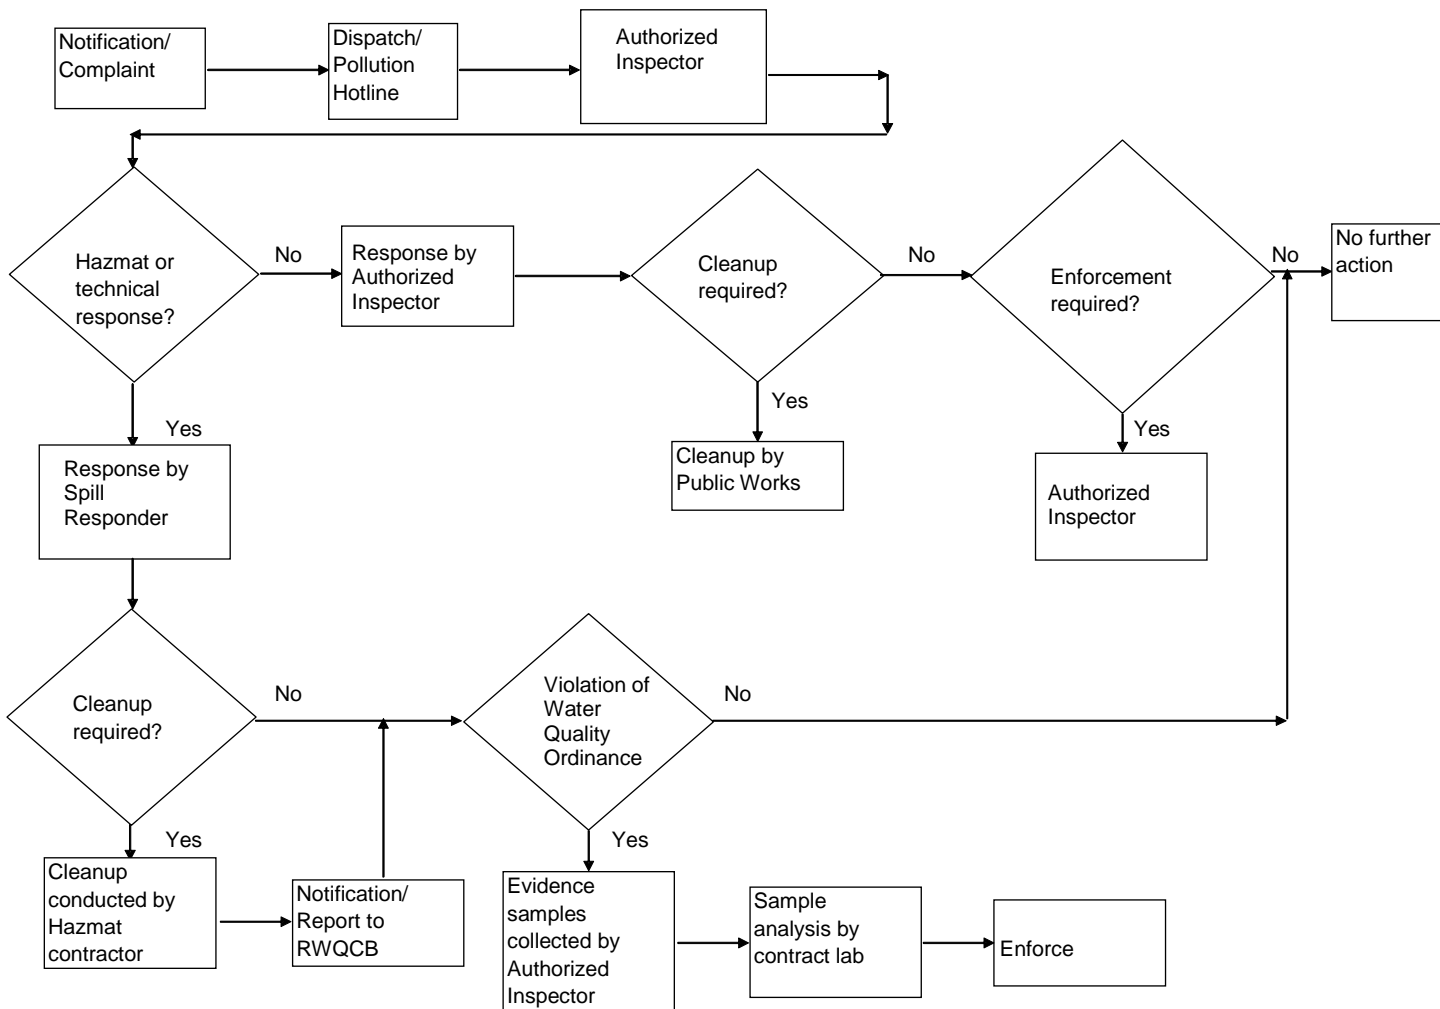 Notification/
Complaint
Dispatch/
Pollution
Hotline
Authorized
Inspector
Hazmat or
technical
response?
No
Response by
Authorized
Inspector
Cleanup
required?
No
Enforcement
required?
No
No further
action
Yes
Yes
Yes
Response by
Spill
Responder
Cleanup by
Public Works
Authorized
Inspector
Cleanup
required?
No
Violation of
Water
Quality
Ordinance
No
Yes
Yes
Cleanup
conducted by
Hazmat
contractor
Notification/
Report to
RWQCB
Evidence
samples
collected by
Authorized
Inspector
Sample
analysis by
contract lab
Enforce